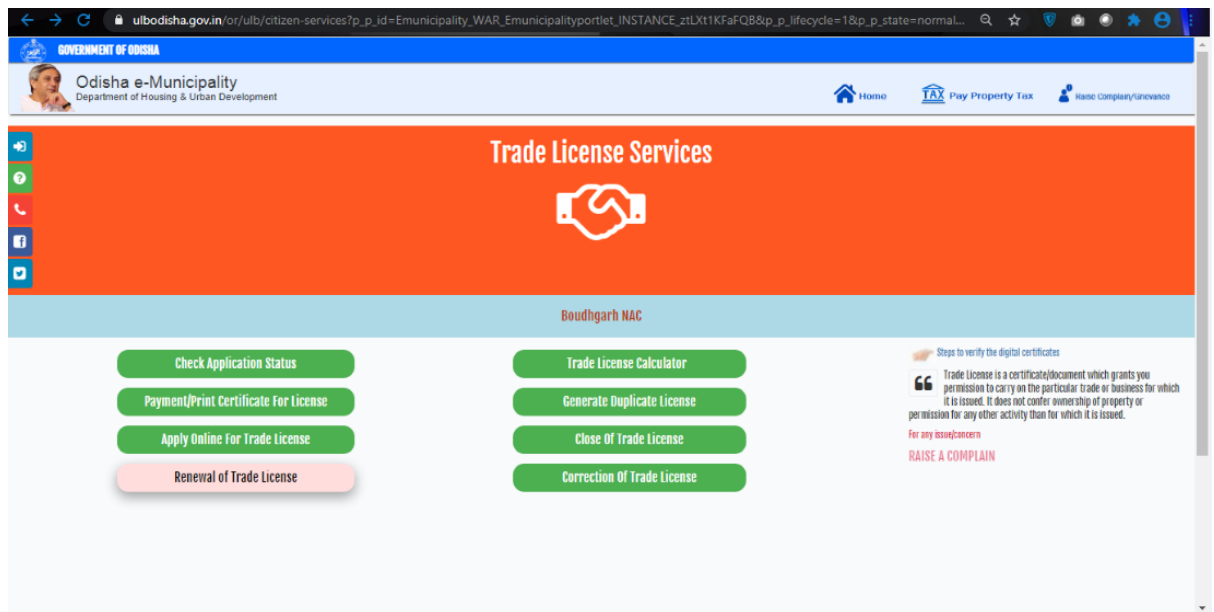 ulbodisha.gov.in/or/ulb/citizen-services?p_p_id=Emunicipality_WAR_Emunicipalityportlet_INSTANCE_ztLXt1KFaFQB&p_p_lifecycle=1&p_p_state=normal...
GOVERNMENT OF ODISHA
Odisha e-Municipality
Department of Housing & Urban Development
Home
TAX Pay Property Tax
Raise Complain/Grievance
Trade License Services
Boudhgarh NAC
Check Application Status
Payment/Print Certificate For License
Apply Online For Trade License
Renewal of Trade License
Trade License Calculator
Generate Duplicate License
Close Of Trade License
Correction Of Trade License
Steps to verify the digital certificates
Trade License is a certificate/document which grants you
permission to carry on the particular trade or business for which
it is issued. It does not confer ownership of property or
permission for any other activity than for which it is issued.
For any issue/concern
RAISE A COMPLAIN